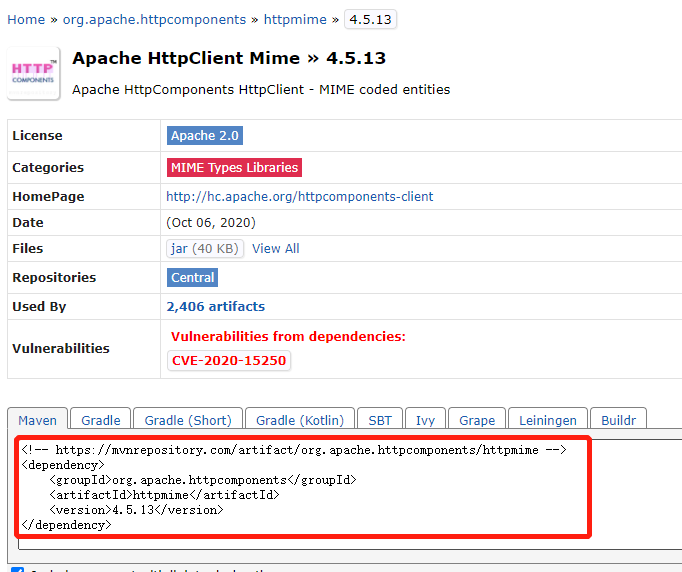 Home » org.apache.httpcomponents » httpmime » 4.5.13
HTTP
COMPONENTS
Apache HttpClient Mime » 4.5.13
Apache HttpComponents HttpClient - MIME coded entities
License Apache 2.0
Categories MIME Types Libraries
HomePage http://hc.apache.org/httpcomponents-client
Date (Oct 06, 2020)
Files jar (40 KB) View All
Repositories Central
Used By 2,406 artifacts
Vulnerabilities Vulnerabilities from dependencies:
CVE-2020-15250
Maven Gradle Gradle (Short) Gradle (Kotlin) SBT Ivy Grape Leiningen Buildr
<!-- https://mvnrepository.com/artifact/org.apache.httpcomponents/httpmime -->
<dependency>
    <groupId>org.apache.httpcomponents</groupId>
    <artifactId>httpmime</artifactId>
    <version>4.5.13</version>
</dependency>